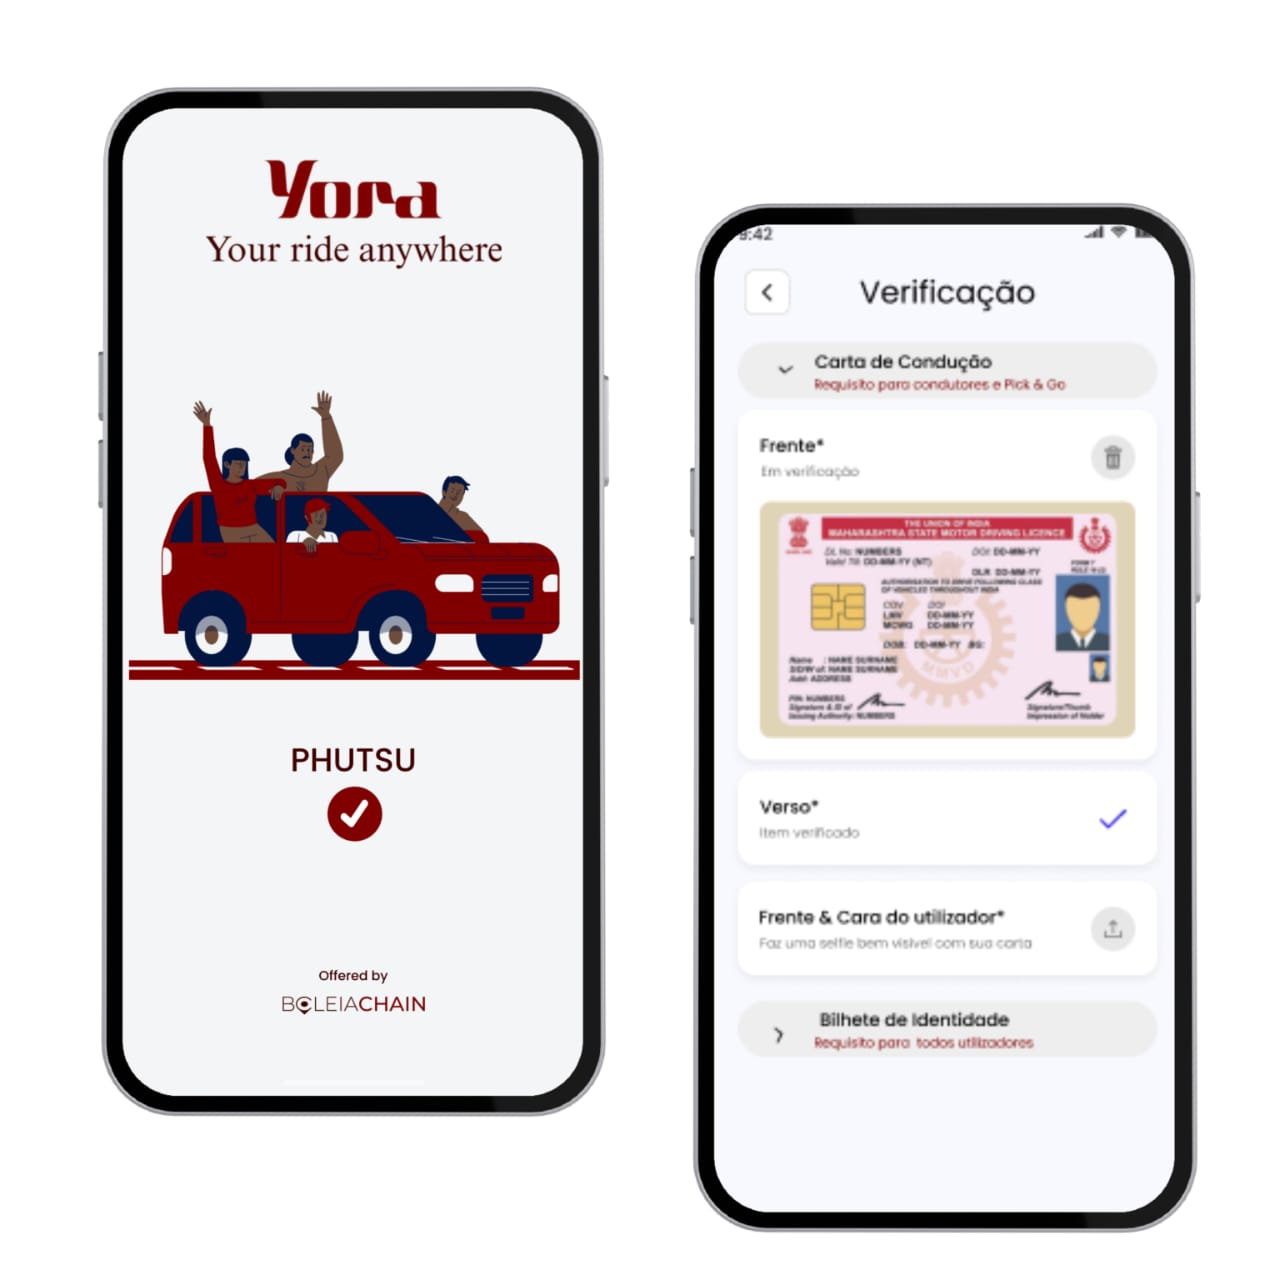 Yora
Your ride anywhere
PHUTSU
Offered by
BOLEIACHAIN
9:42
Verificação
Carta de Condução
Requisito para condutores e Pick & Go
Frente*
Em verificação
THE UNION OF INDIA
MAHARASHTRA STATE MOTOR DRIVING LICENCE
DL No: NUMBERS
DOI: DD-MM-YY
Valid Till: DD-MM-YY (NT)
DLR: DD-MM-YY
AUTHORISATION TO DRIVE FOLLOWING CLASS
OF VEHICLES THROUGHOUT INDIA
COV DOI
LMV DD-MM-YY
MCWG DD-MM-YY
DOB: DD-MM-YY BG:
MMVD
Name : NAME SURNAME
S/D/W of: NAME SURNAME
Add: ADDRESS
PIN: NUMBERS
Signature & ID of
Issuing Authority: NUMBERS
Signature/Thumb
Impression of Holder
Verso*
Item verificado
Frente & Cara do utilizador*
Faz uma selfie bem visível com sua carta
Bilhete de Identidade
Requisito para todos utilizadores